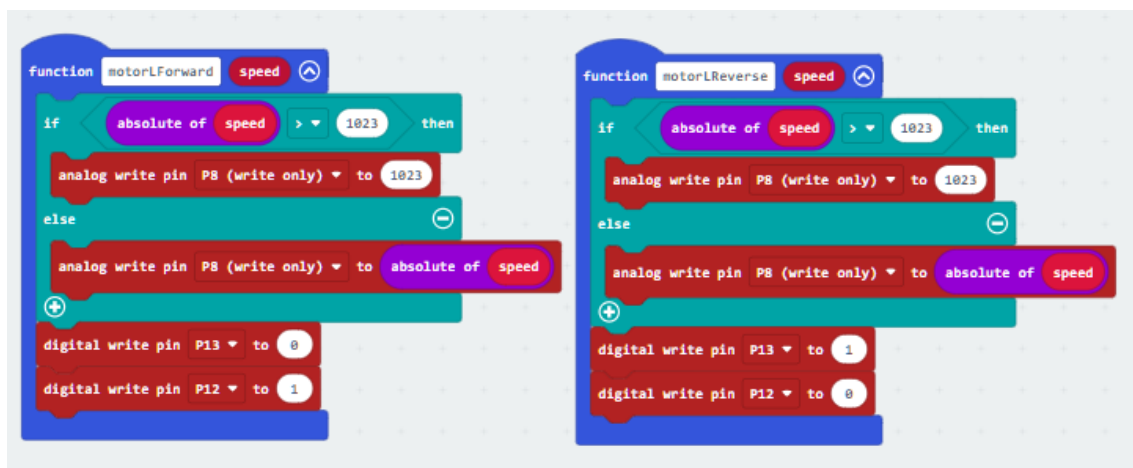 function motorLForward speed
if absolute of speed > 1023 then
analog write pin P8 (write only) to 1023
else
analog write pin P8 (write only) to absolute of speed
digital write pin P13 to 0
digital write pin P12 to 1
function motorLReverse speed
if absolute of speed > 1023 then
analog write pin P8 (write only) to 1023
else
analog write pin P8 (write only) to absolute of speed
digital write pin P13 to 1
digital write pin P12 to 0